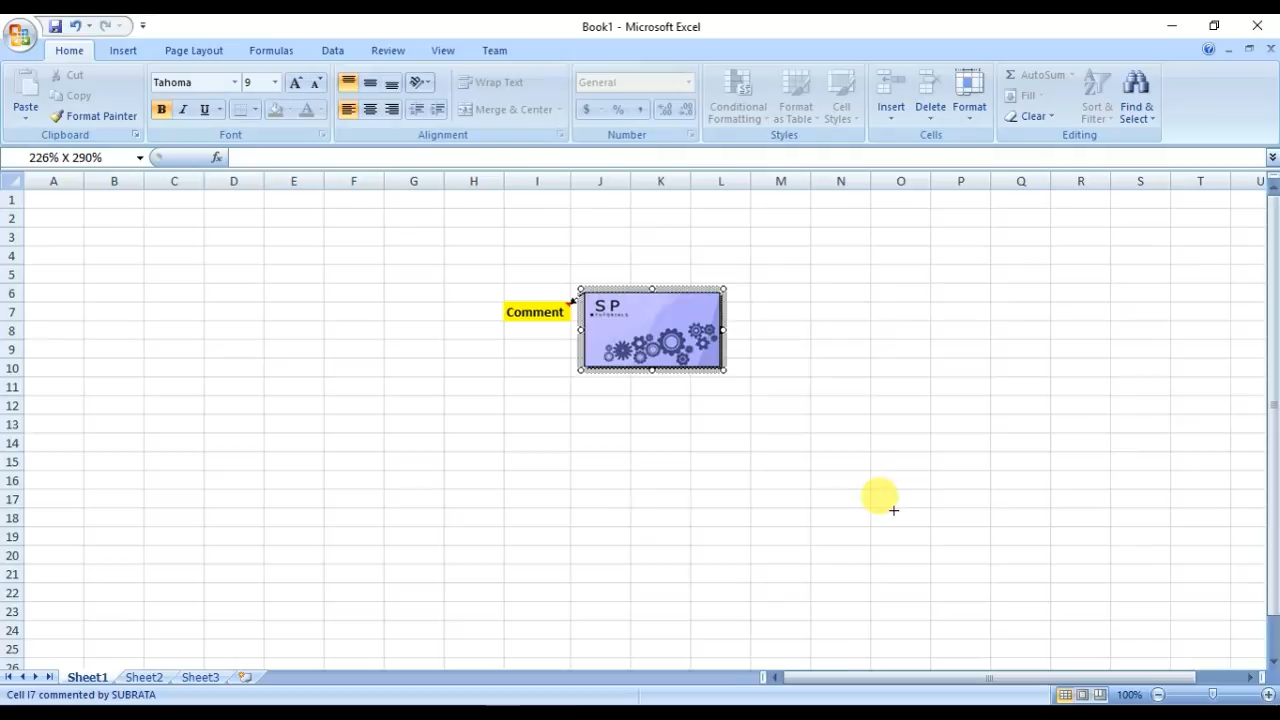 Book1 - Microsoft Excel
Home Insert Page Layout Formulas Data Review View Team
Paste
Cut
Copy
Format Painter
Clipboard
Tahoma 9
B I U
Font
Wrap Text
Merge & Center
Alignment
General
$ % ,
Number
Conditional Formatting
Format as Table
Cell Styles
Styles
Insert Delete Format
Cells
AutoSum
Fill
Clear
Sort & Filter
Find & Select
Editing
226% X 290% fx
A B C D E F G H I J K L M N O P Q R S T U
1
2
3
4
5
6
7
8
9
10
11
12
13
14
15
16
17
18
19
20
21
22
23
24
25
26
Comment
SP
TUTORIALS
Sheet1 Sheet2 Sheet3
Cell I7 commented by SUBRATA
100%